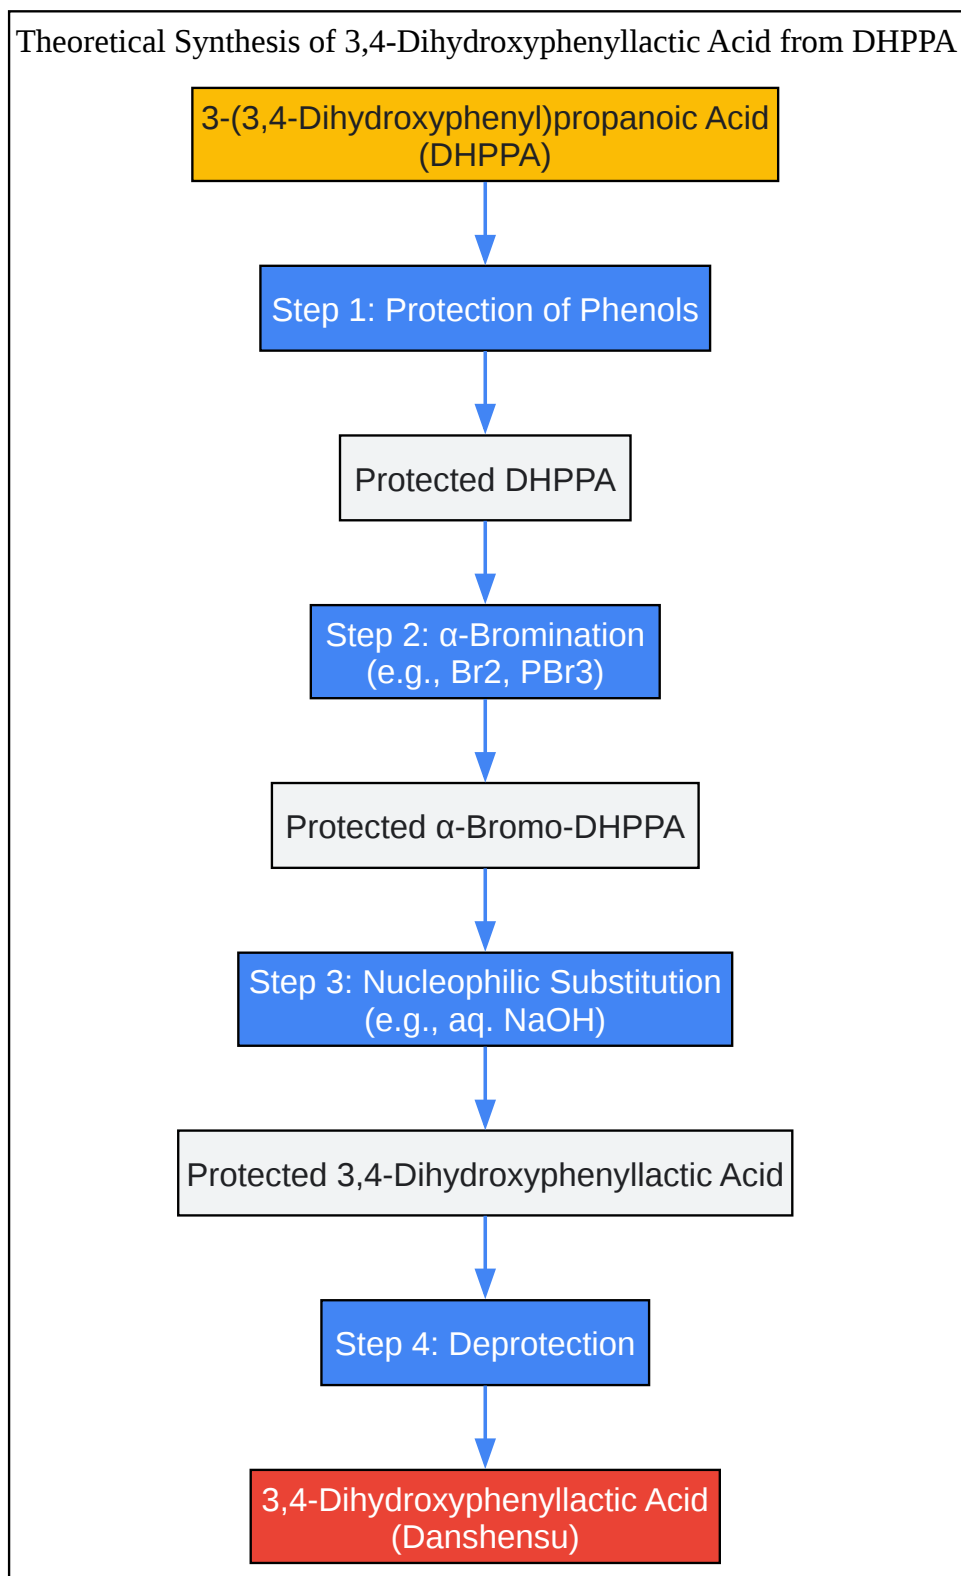 Theoretical Synthesis of 3,4-Dihydroxyphenyllactic Acid from DHPPA
3-(3,4-Dihydroxyphenyl)propanoic Acid
(DHPPA)
Step 1: Protection of Phenols
Protected DHPPA
Step 2: α-Bromination
(e.g., Br2, PBr3)
Protected α-Bromo-DHPPA
Step 3: Nucleophilic Substitution
(e.g., aq. NaOH)
Protected 3,4-Dihydroxyphenyllactic Acid
Step 4: Deprotection
3,4-Dihydroxyphenyllactic Acid
(Danshensu)